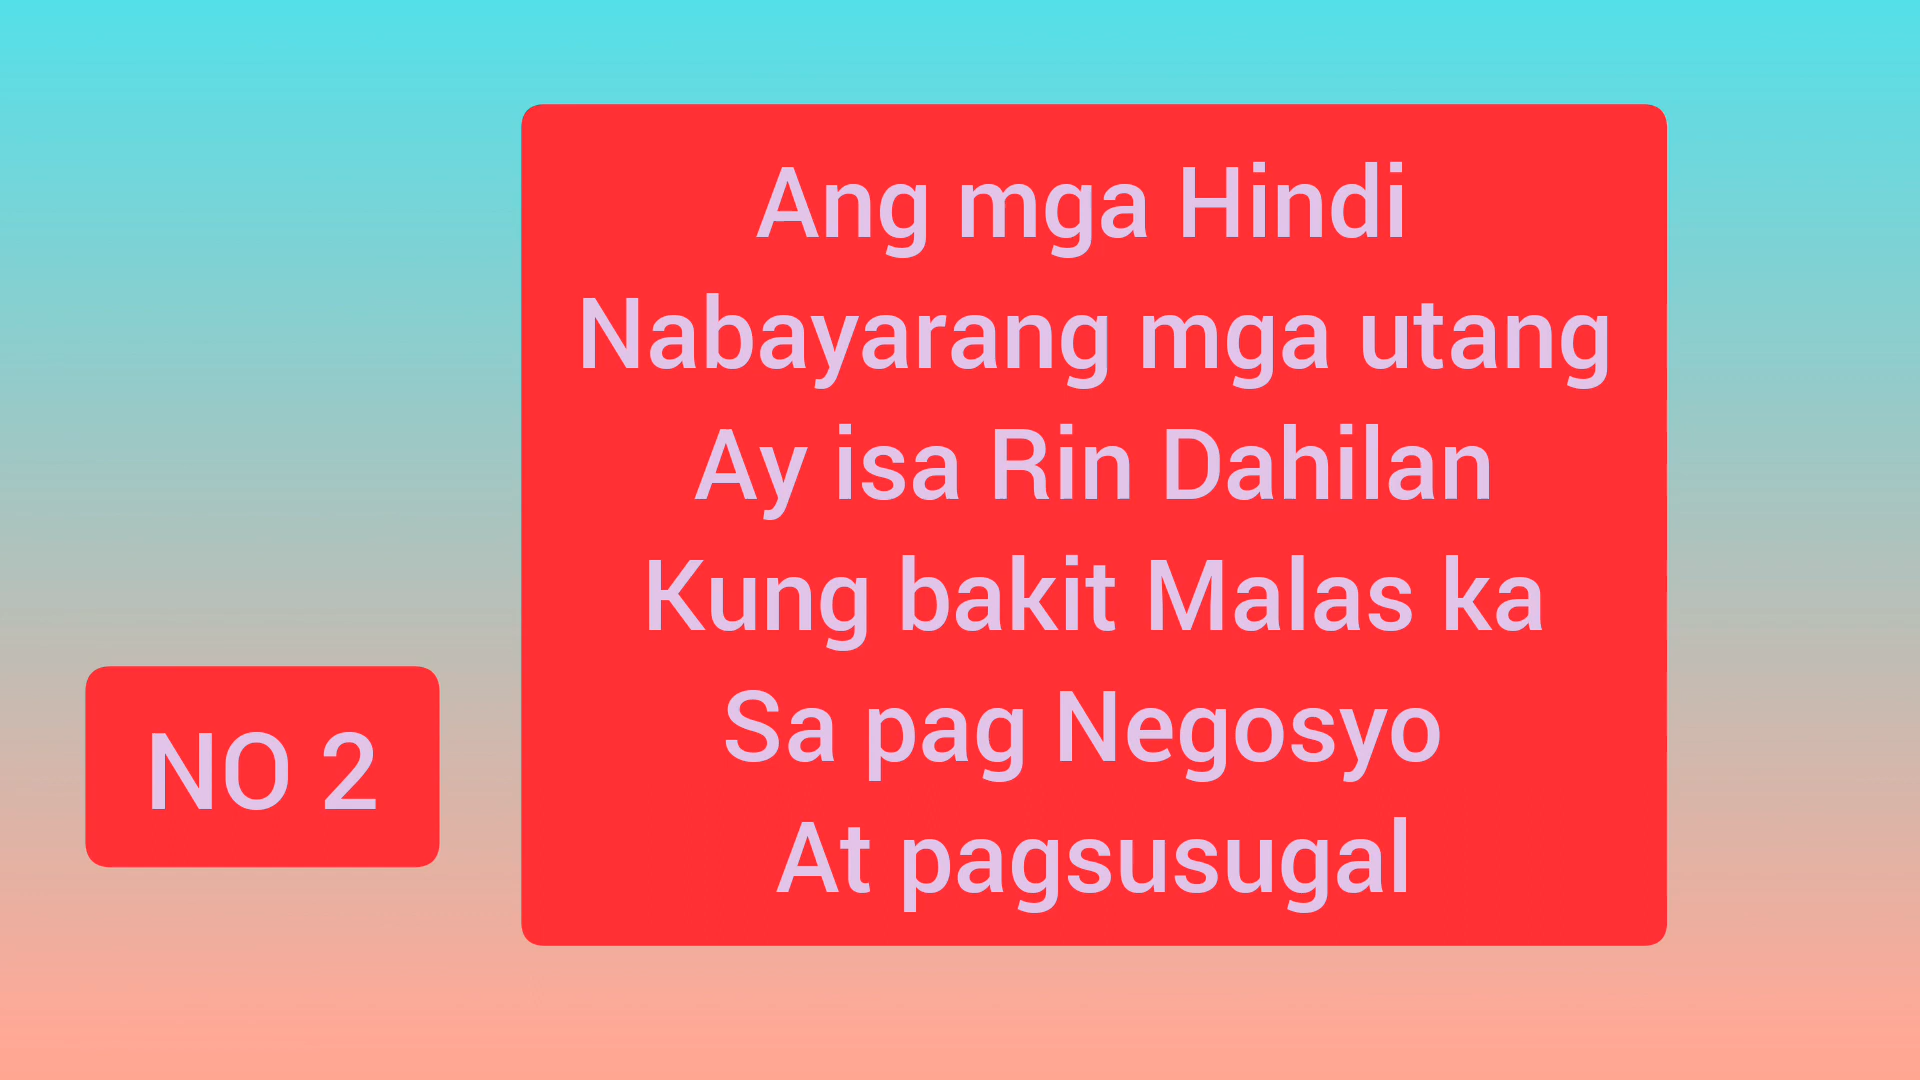 Ang mga Hindi
Nabayarang mga utang
Ay isa Rin Dahilan
Kung bakit Malas ka
Sa pag Negosyo
At pagsusugal
NO 2